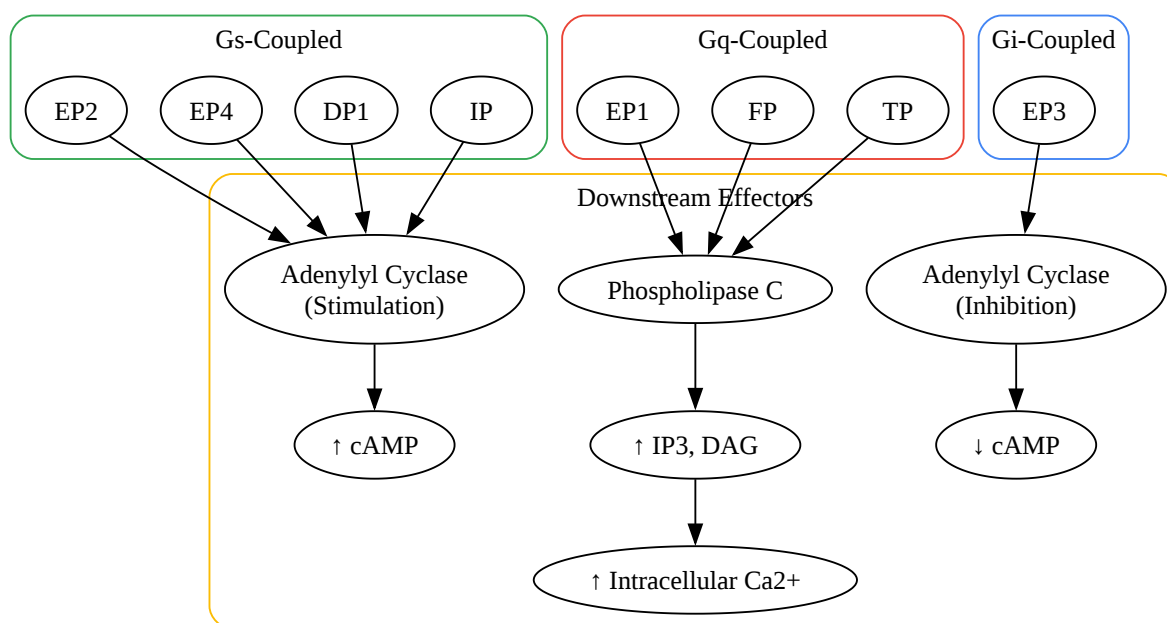 Gs-Coupled
Gq-Coupled
Gi-Coupled
EP2
EP4
DP1
IP
EP1
FP
TP
EP3
Downstream Effectors
Adenylyl Cyclase
(Stimulation)
Phospholipase C
Adenylyl Cyclase
(Inhibition)
↑ cAMP
↑ IP3, DAG
↓ cAMP
↑ Intracellular Ca2+